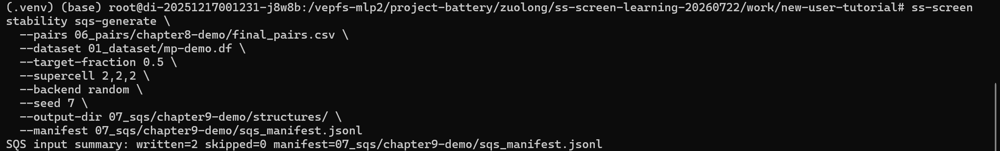 (.venv) (base) root@di-20251217001231-j8w8b:/vepfs-mlp2/project-battery/zuolong/ss-screen-learning-20260722/work/new-user-tutorial# ss-screen
stability sqs-generate \
  --pairs 06_pairs/chapter8-demo/final_pairs.csv \
  --dataset 01_dataset/mp-demo.df \
  --target-fraction 0.5 \
  --supercell 2,2,2 \
  --backend random \
  --seed 7 \
  --output-dir 07_sqs/chapter9-demo/structures/ \
  --manifest 07_sqs/chapter9-demo/sqs_manifest.jsonl
SQS input summary: written=2 skipped=0 manifest=07_sqs/chapter9-demo/sqs_manifest.jsonl